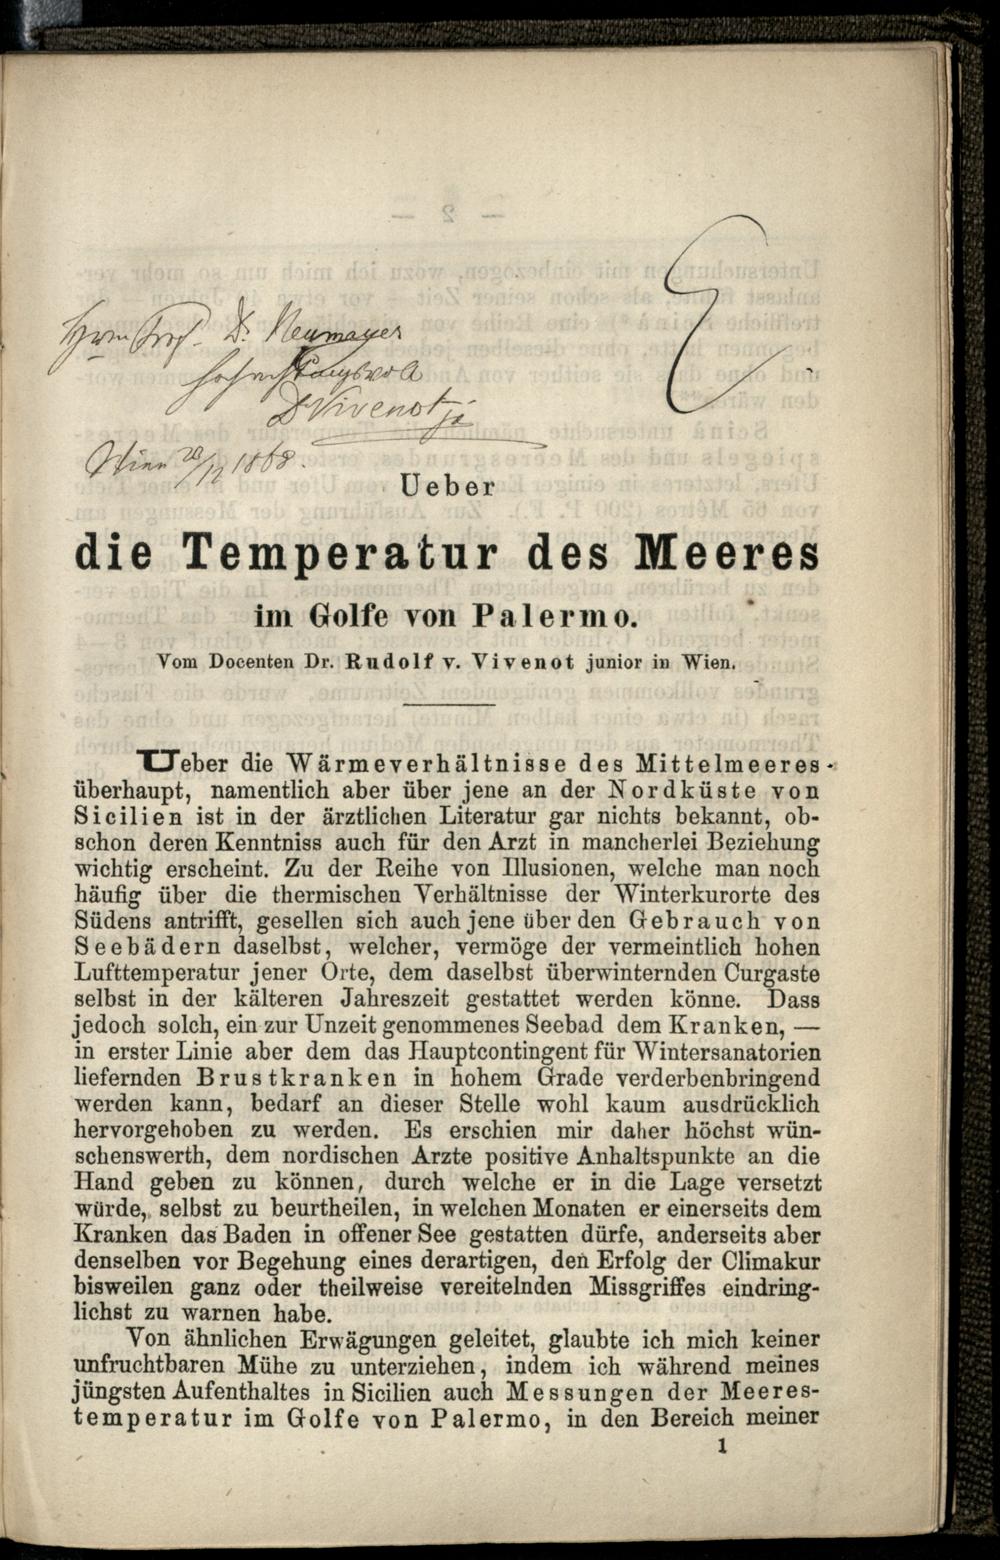 Herrn Prof. Dr. Neumayer
hochachtungsvoll
Dr Vivenot jr
Wien 20/12 1868.
Ueber
die Temperatur des Meeres
im Golfe von Palermo.
Vom Docenten Dr. Rudolf v. Vivenot junior in Wien.
Ueber die Wärmeverhältnisse des Mittelmeeres
überhaupt, namentlich aber über jene an der Nordküste von
Sicilien ist in der ärztlichen Literatur gar nichts bekannt, ob-
schon deren Kenntniss auch für den Arzt in mancherlei Beziehung
wichtig erscheint. Zu der Reihe von Illusionen, welche man noch
häufig über die thermischen Verhältnisse der Winterkurorte des
Südens antrifft, gesellen sich auch jene über den Gebrauch von
Seebädern daselbst, welcher, vermöge der vermeintlich hohen
Lufttemperatur jener Orte, dem daselbst überwinternden Curgaste
selbst in der kälteren Jahreszeit gestattet werden könne. Dass
jedoch solch, ein zur Unzeit genommenes Seebad dem Kranken, —
in erster Linie aber dem das Hauptcontingent für Wintersanatorien
liefernden Brustkranken in hohem Grade verderbenbringend
werden kann, bedarf an dieser Stelle wohl kaum ausdrücklich
hervorgehoben zu werden. Es erschien mir daher höchst wün-
schenswerth, dem nordischen Arzte positive Anhaltspunkte an die
Hand geben zu können, durch welche er in die Lage versetzt
würde, selbst zu beurtheilen, in welchen Monaten er einerseits dem
Kranken das Baden in offener See gestatten dürfe, anderseits aber
denselben vor Begehung eines derartigen, den Erfolg der Climakur
bisweilen ganz oder theilweise vereitelnden Missgriffes eindring-
lichst zu warnen habe.
Von ähnlichen Erwägungen geleitet, glaubte ich mich keiner
unfruchtbaren Mühe zu unterziehen, indem ich während meines
jüngsten Aufenthaltes in Sicilien auch Messungen der Meeres-
temperatur im Golfe von Palermo, in den Bereich meiner
1